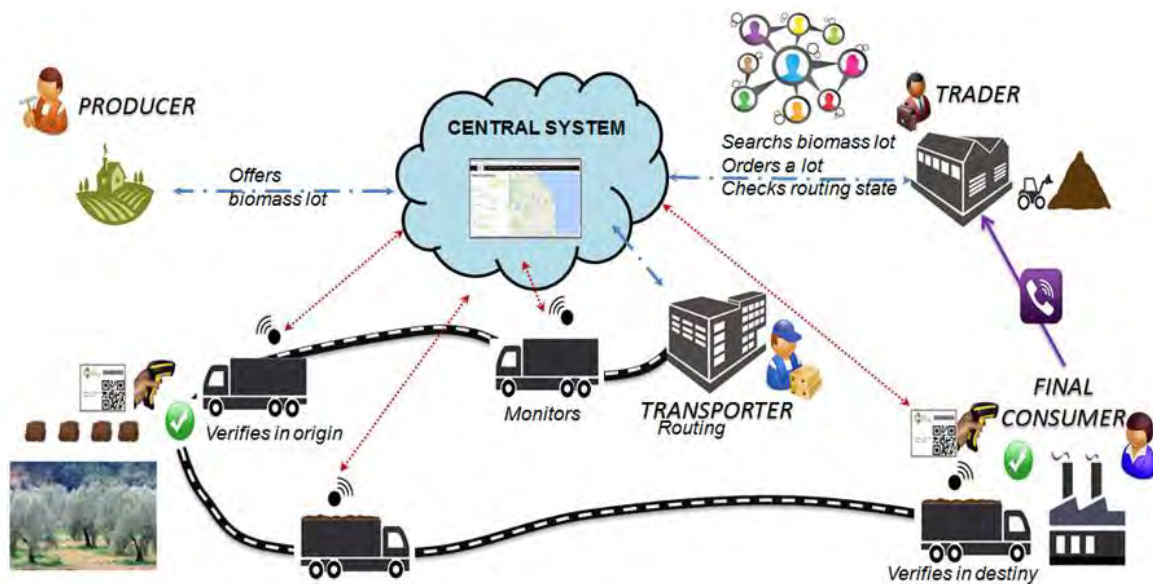 PRODUCER
Offers
biomass lot
CENTRAL SYSTEM
Searchs biomass lot
Orders a lot
Checks routing state
TRADER
Verifies in origin
Monitors
TRANSPORTER
Routing
FINAL
CONSUMER
Verifies in destiny